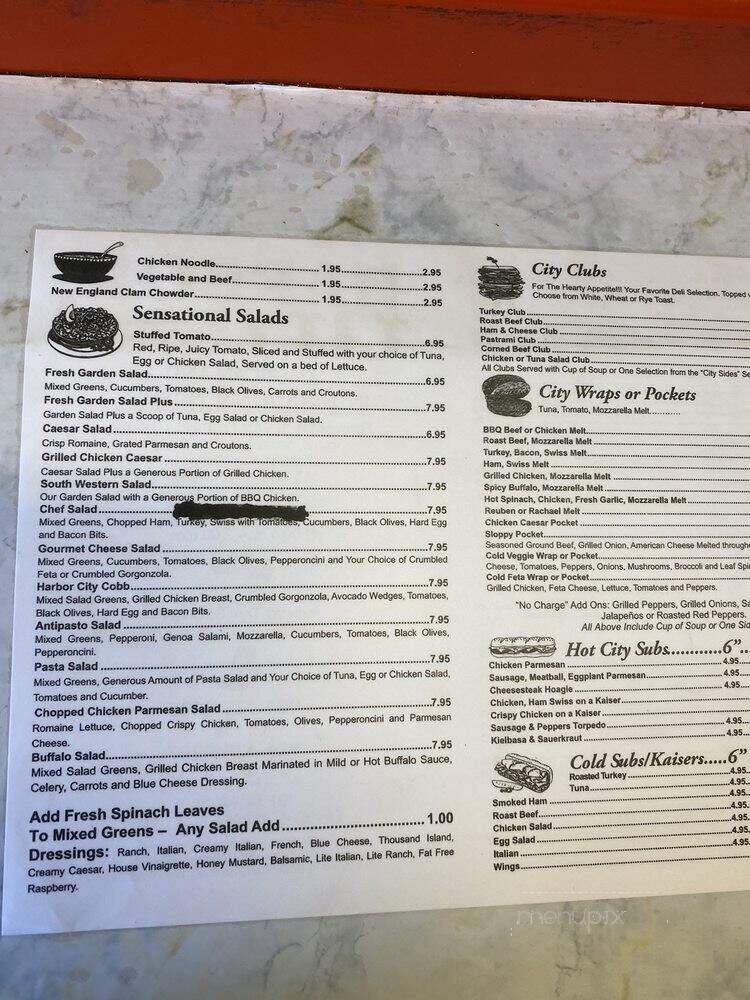 Chicken Noodle 1.95 2.95
Vegetable and Beef 1.95 2.95
New England Clam Chowder 1.95 2.95
Sensational Salads
Stuffed Tomato 6.95
Red, Ripe, Juicy Tomato, Sliced and Stuffed with your choice of Tuna,
Egg or Chicken Salad, Served on a bed of Lettuce.
Fresh Garden Salad 6.95
Mixed Greens, Cucumbers, Tomatoes, Black Olives, Carrots and Croutons.
Fresh Garden Salad Plus 7.95
Garden Salad Plus a Scoop of Tuna, Egg Salad or Chicken Salad.
Caesar Salad 6.95
Crisp Romaine, Grated Parmesan and Croutons.
Grilled Chicken Caesar 7.95
Caesar Salad Plus a Generous Portion of Grilled Chicken.
South Western Salad 7.95
Our Garden Salad with a Generous Portion of BBQ Chicken.
Chef Salad 7.95
Mixed Greens, Chopped Ham, Turkey, Swiss with Tomatoes, Cucumbers, Black Olives, Hard Egg
and Bacon Bits.
Gourmet Cheese Salad 7.95
Mixed Greens, Cucumbers, Tomatoes, Black Olives, Pepperoncini and Your Choice of Crumbled
Feta or Crumbled Gorgonzola.
Harbor City Cobb 7.95
Mixed Salad Greens, Grilled Chicken Breast, Crumbled Gorgonzola, Avocado Wedges, Tomatoes,
Black Olives, Hard Egg and Bacon Bits.
Antipasto Salad 7.95
Mixed Greens, Pepperoni, Genoa Salami, Mozzarella, Cucumbers, Tomatoes, Black Olives,
Pepperoncini.
Pasta Salad 7.95
Mixed Greens, Generous Amount of Pasta Salad and Your Choice of Tuna, Egg or Chicken Salad,
Tomatoes and Cucumber.
Chopped Chicken Parmesan Salad 7.95
Romaine Lettuce, Chopped Crispy Chicken, Tomatoes, Olives, Pepperoncini and Parmesan
Cheese.
Buffalo Salad 7.95
Mixed Salad Greens, Grilled Chicken Breast Marinated in Mild or Hot Buffalo Sauce,
Celery, Carrots and Blue Cheese Dressing.
Add Fresh Spinach Leaves
To Mixed Greens – Any Salad Add 1.00
Dressings: Ranch, Italian, Creamy Italian, French, Blue Cheese, Thousand Island,
Creamy Caesar, House Vinaigrette, Honey Mustard, Balsamic, Lite Italian, Lite Ranch, Fat Free
Raspberry.
City Clubs
For The Hearty Appetite!!! Your Favorite Deli Selection. Topped
Choose from White, Wheat or Rye Toast.
Turkey Club
Roast Beef Club
Ham & Cheese Club
Pastrami Club
Corned Beef Club
Chicken or Tuna Salad Club
All Clubs Served with Cup of Soup or One Selection from the "City Sides"
City Wraps or Pockets
Tuna, Tomato, Mozzarella Melt
BBQ Beef or Chicken Melt
Roast Beef, Mozzarella Melt
Turkey, Bacon, Swiss Melt
Ham, Swiss Melt
Grilled Chicken, Mozzarella Melt
Spicy Buffalo, Mozzarella Melt
Hot Spinach, Chicken, Fresh Garlic, Mozzarella Melt
Reuben or Rachael Melt
Chicken Caesar Pocket
Sloppy Pocket
Seasoned Ground Beef, Grilled Onion, American Cheese Melted
Cold Veggie Wrap or Pocket
Cheese, Tomatoes, Peppers, Onions, Mushrooms, Broccoli and Leaf
Cold Feta Wrap or Pocket
Grilled Chicken, Feta Cheese, Lettuce, Tomatoes and Peppers.
"No Charge" Add Ons: Grilled Peppers, Grilled Onions,
Jalapeños or Roasted Red Peppers.
All Above Include Cup of Soup or One
Hot City Subs 6"
Chicken Parmesan 4.95
Sausage, Meatball, Eggplant Parmesan 4.95
Cheesesteak Hoagie 4.95
Chicken, Ham Swiss on a Kaiser
Crispy Chicken on a Kaiser
Sausage & Peppers Torpedo 4.95
Kielbasa & Sauerkraut 4.95
Cold Subs/Kaisers 6"
Roasted Turkey 4.95
Tuna 4.95
Smoked Ham 4.95
Roast Beef 4.95
Chicken Salad 4.95
Egg Salad 4.95
Italian 4.95
Wings
menupix